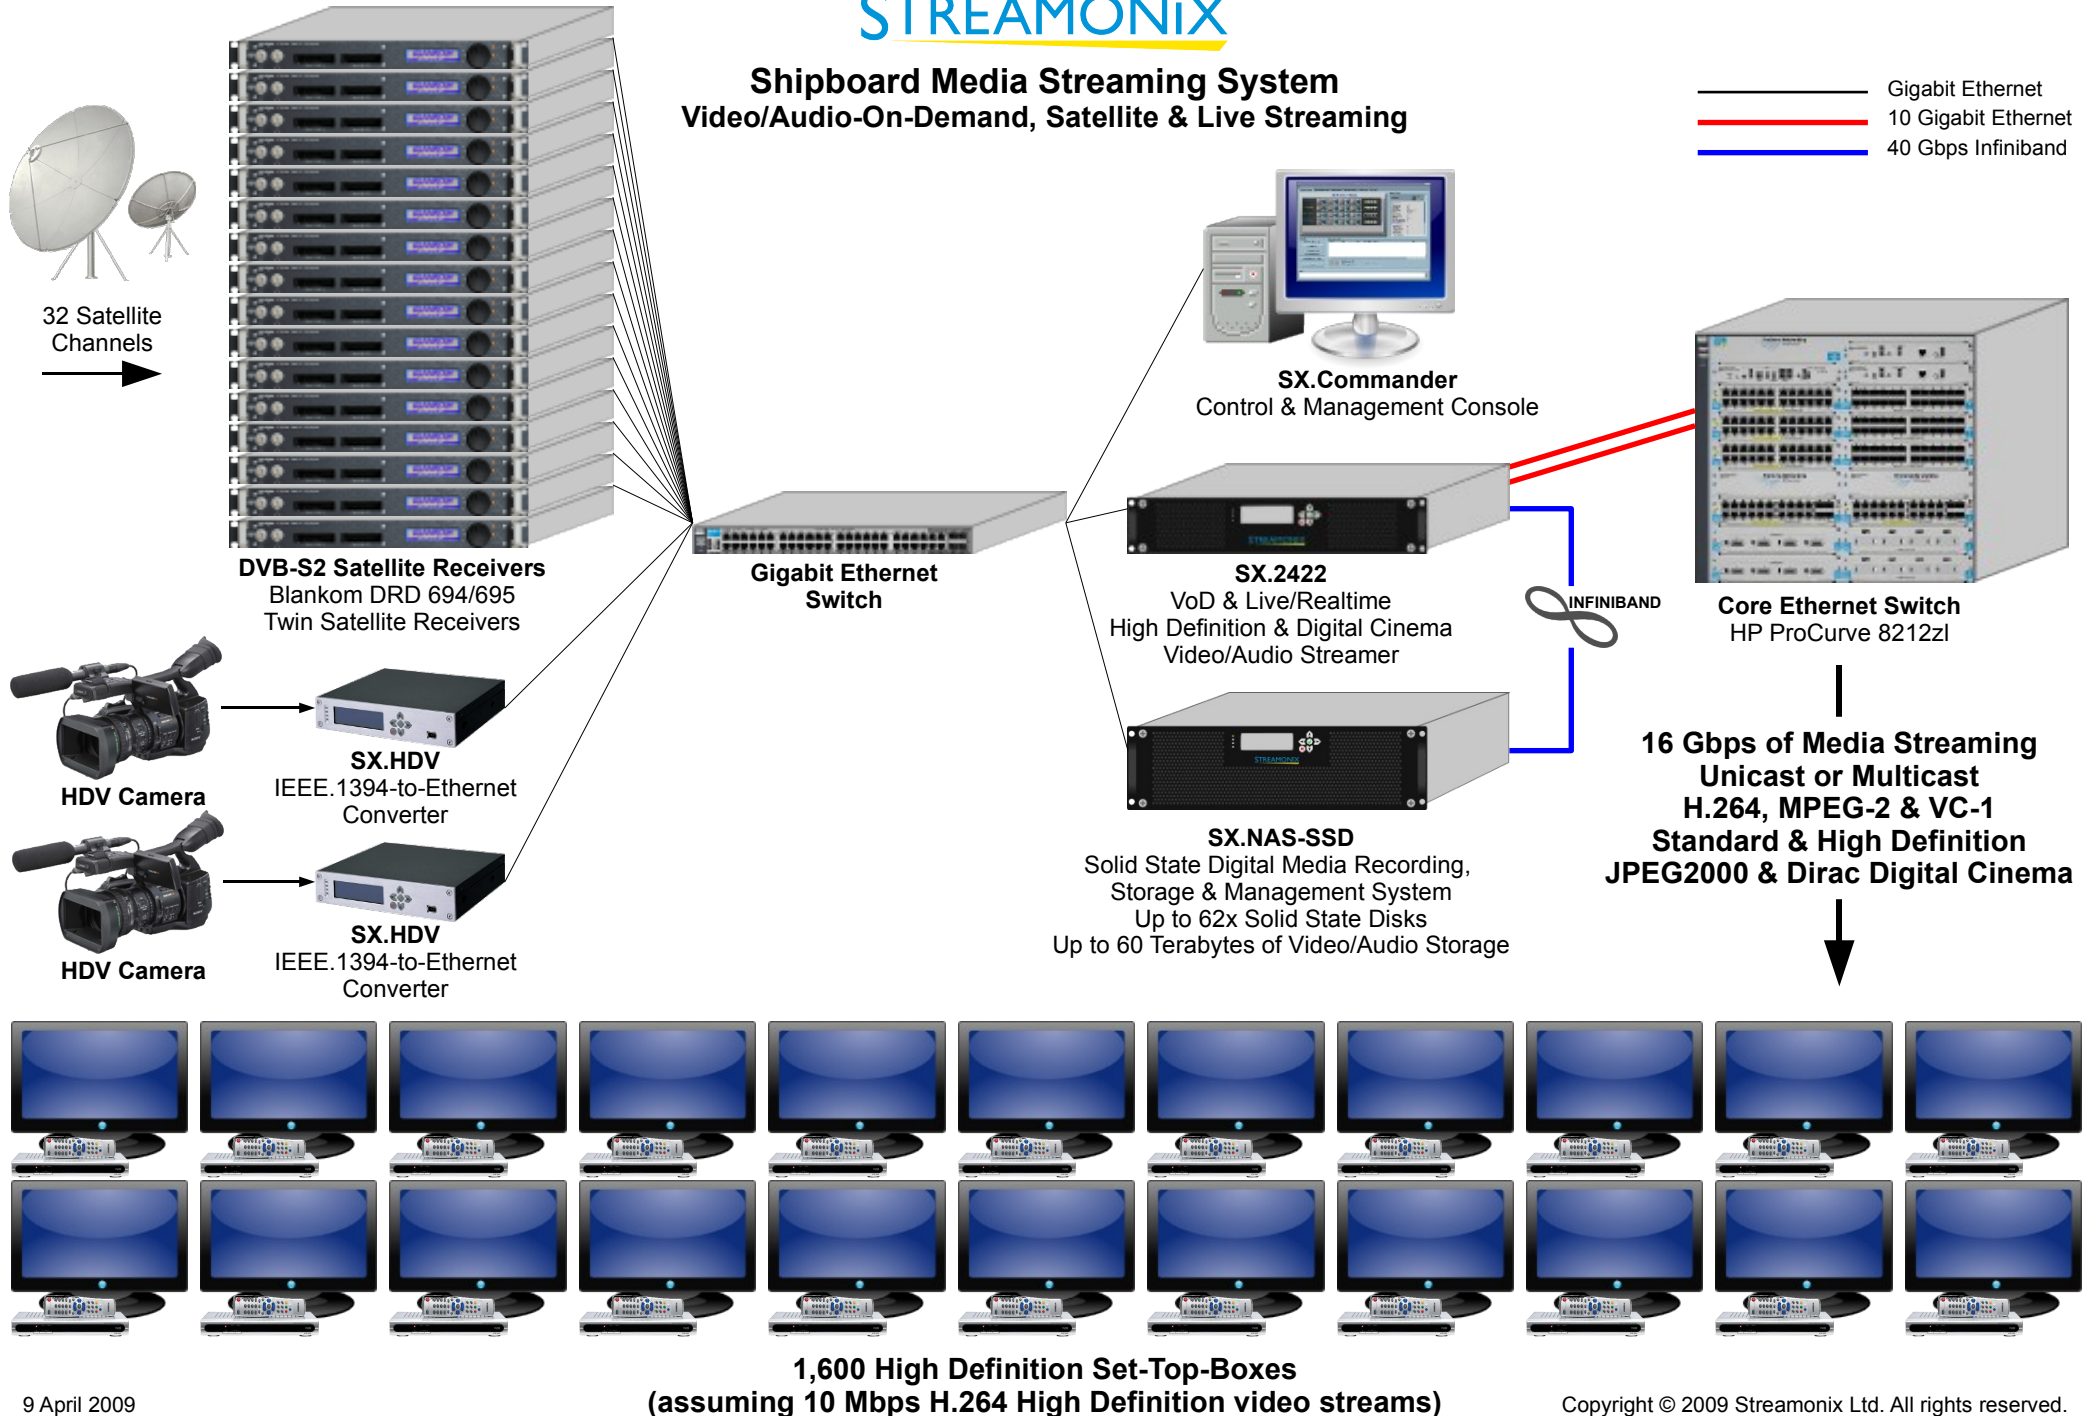 STREAMONiX
Shipboard Media Streaming System
Video/Audio-On-Demand, Satellite & Live Streaming
Gigabit Ethernet
10 Gigabit Ethernet
40 Gbps Infiniband
32 Satellite
Channels
DVB-S2 Satellite Receivers
Blankom DRD 694/695
Twin Satellite Receivers
Gigabit Ethernet
Switch
SX.Commander
Control & Management Console
STREAMONIX
SX.2422
VoD & Live/Realtime
High Definition & Digital Cinema
Video/Audio Streamer
INFINIBAND
Core Ethernet Switch
HP ProCurve 8212zl
HDV Camera
SX.HDV
IEEE.1394-to-Ethernet
Converter
HDV Camera
SX.HDV
IEEE.1394-to-Ethernet
Converter
STREAMONIX
SX.NAS-SSD
Solid State Digital Media Recording,
Storage & Management System
Up to 62x Solid State Disks
Up to 60 Terabytes of Video/Audio Storage
16 Gbps of Media Streaming
Unicast or Multicast
H.264, MPEG-2 & VC-1
Standard & High Definition
JPEG2000 & Dirac Digital Cinema
1,600 High Definition Set-Top-Boxes
(assuming 10 Mbps H.264 High Definition video streams)
9 April 2009
Copyright © 2009 Streamonix Ltd. All rights reserved.